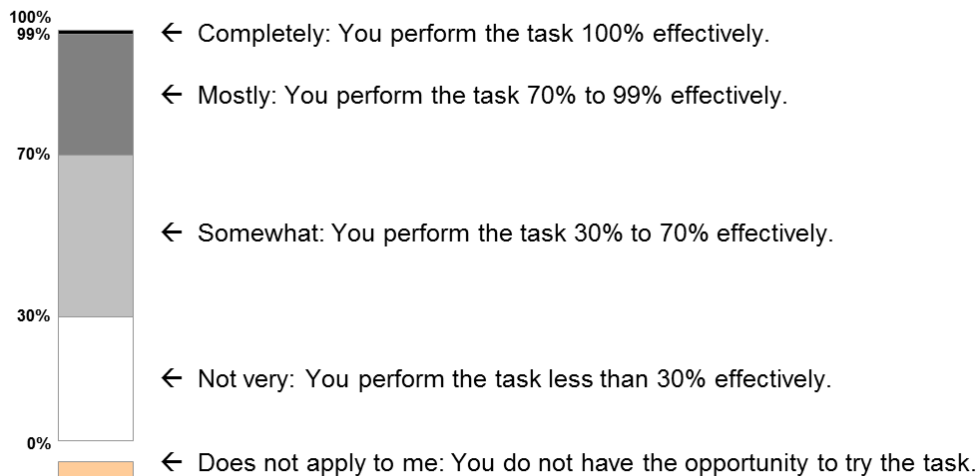 100%
99%
← Completely: You perform the task 100% effectively.
← Mostly: You perform the task 70% to 99% effectively.
70%
← Somewhat: You perform the task 30% to 70% effectively.
30%
← Not very: You perform the task less than 30% effectively.
0%
← Does not apply to me: You do not have the opportunity to try the task.